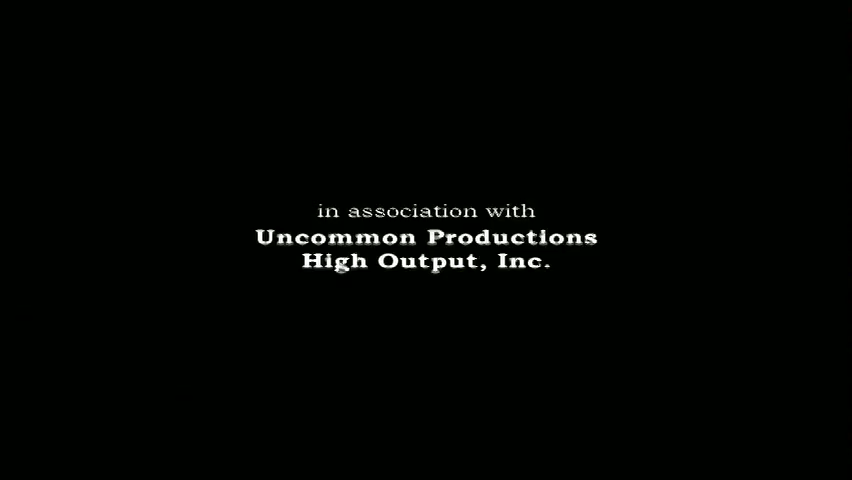 in association with
Uncommon Productions
High Output, Inc.